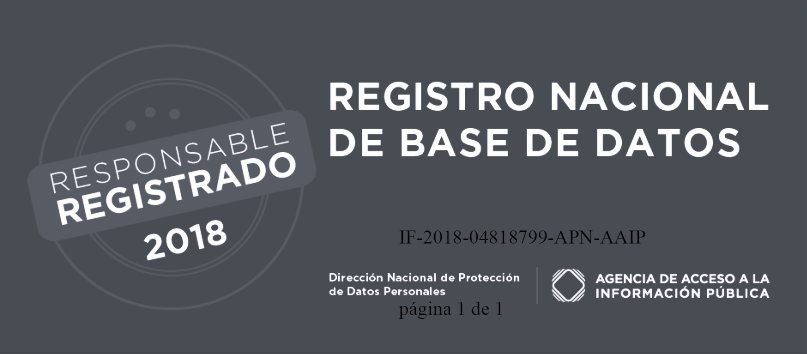 RESPONSABLE
REGISTRADO
2018
REGISTRO NACIONAL
DE BASE DE DATOS
IF-2018-04818799-APN-AAIP
Dirección Nacional de Protección
de Datos Personales
AGENCIA DE ACCESO A LA
INFORMACIÓN PÚBLICA
página 1 de 1